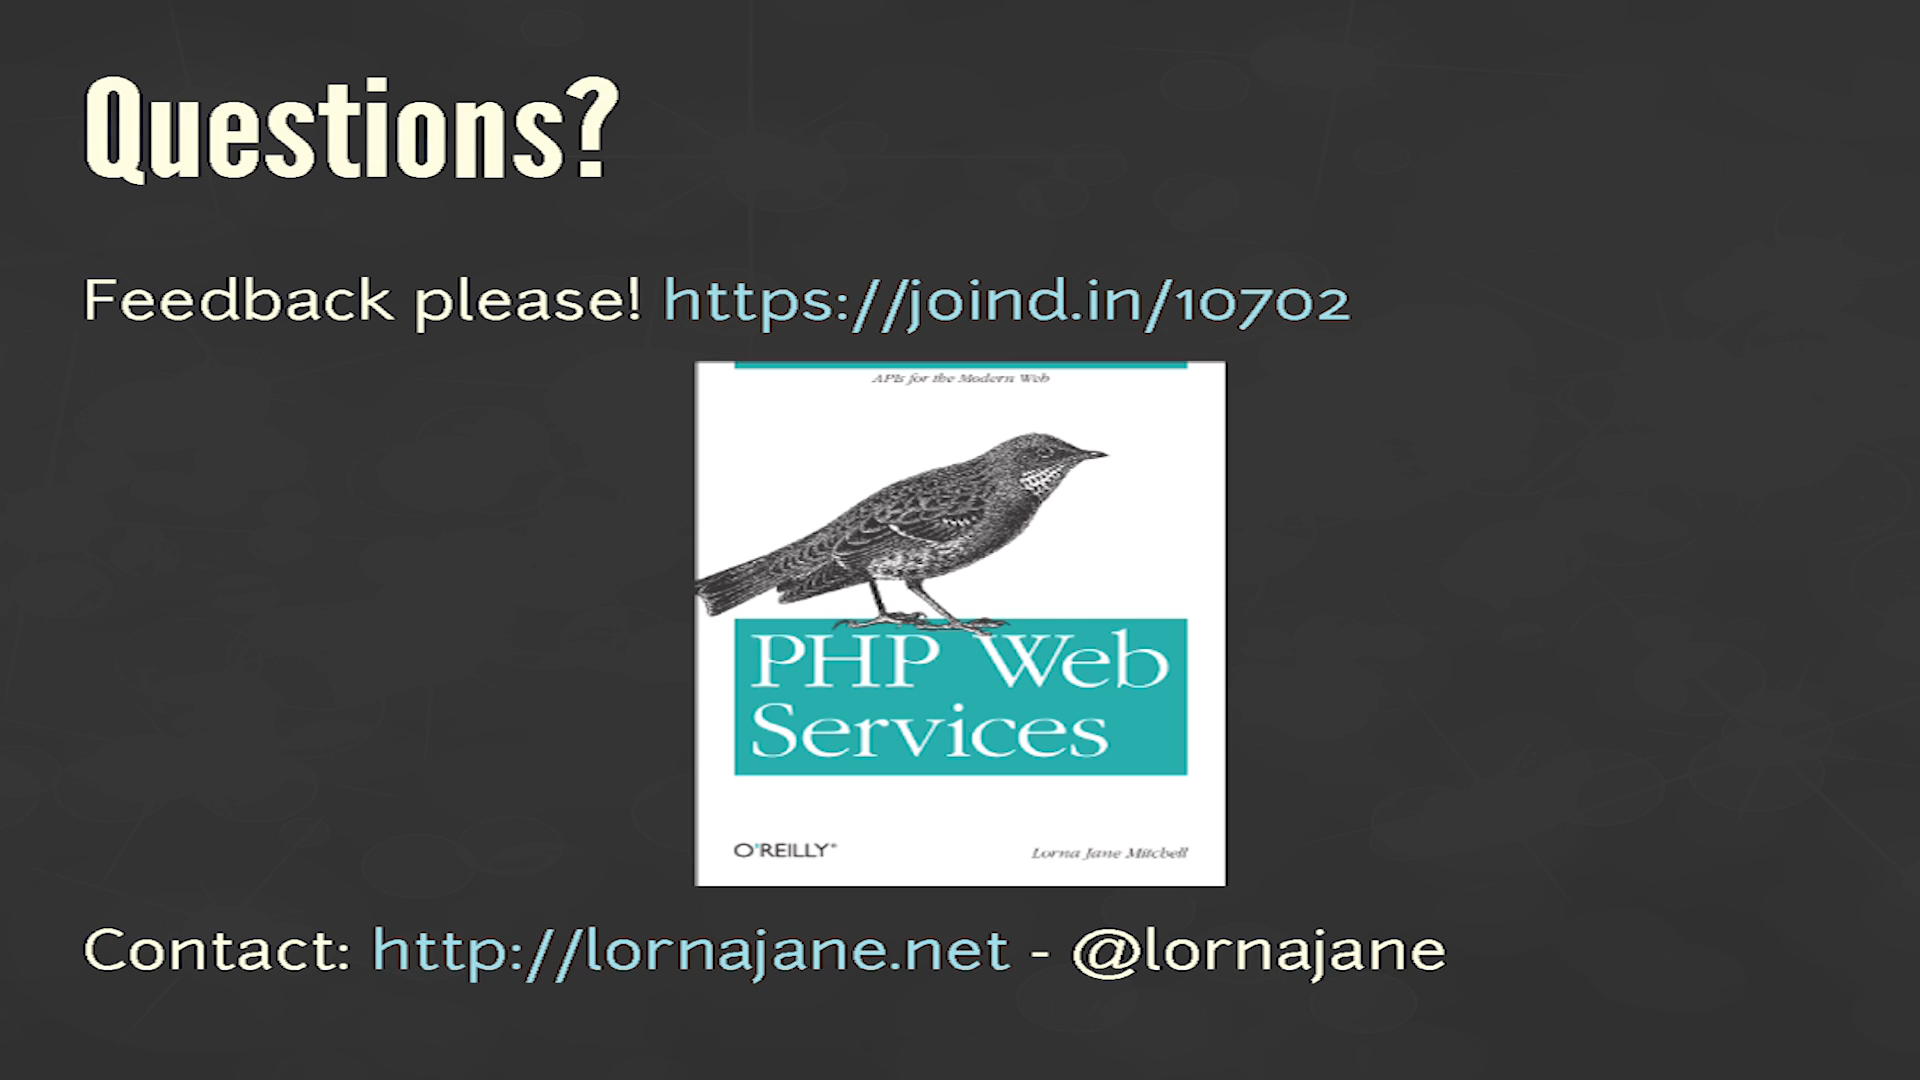 Questions?
Feedback please! https://joind.in/10702
APIs for the Modern Web
PHP Web
Services
O'REILLY®
Lorna Jane Mitchell
Contact: http://lornajane.net - @lornajane